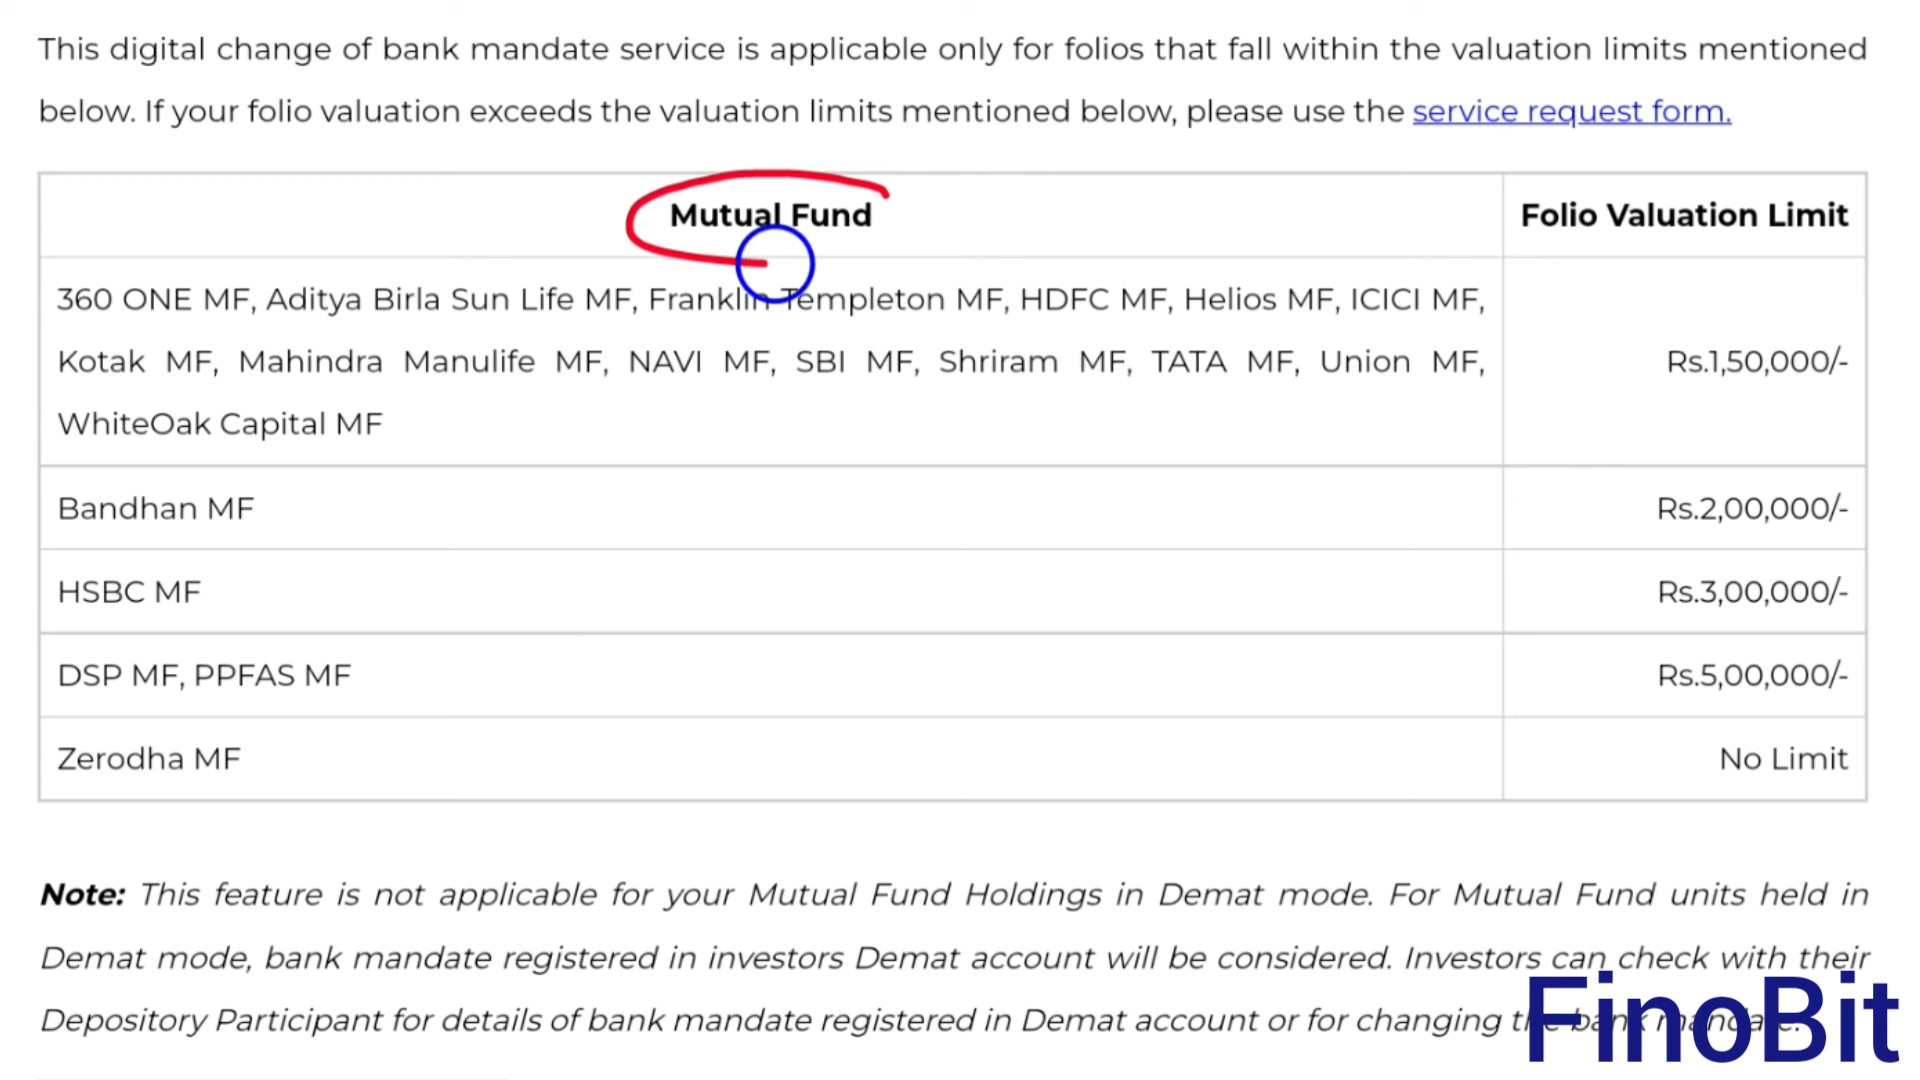 This digital change of bank mandate service is applicable only for folios that fall within the valuation limits mentioned
below. If your folio valuation exceeds the valuation limits mentioned below, please use the service request form.
Mutual Fund
Folio Valuation Limit
360 ONE MF, Aditya Birla Sun Life MF, Franklin Templeton MF, HDFC MF, Helios MF, ICICI MF,
Kotak MF, Mahindra Manulife MF, NAVI MF, SBI MF, Shriram MF, TATA MF, Union MF,
WhiteOak Capital MF
Rs.1,50,000/-
Bandhan MF
Rs.2,00,000/-
HSBC MF
Rs.3,00,000/-
DSP MF, PPFAS MF
Rs.5,00,000/-
Zerodha MF
No Limit
Note: This feature is not applicable for your Mutual Fund Holdings in Demat mode. For Mutual Fund units held in
Demat mode, bank mandate registered in investors Demat account will be considered. Investors can check with their
Depository Participant for details of bank mandate registered in Demat account or for changing the bank mandate.
FinoBit